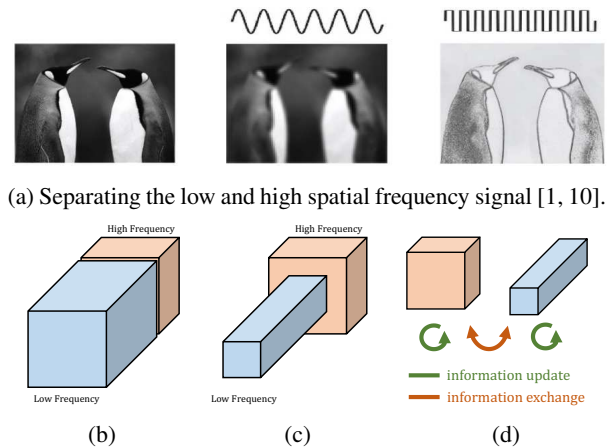 (a) Separating the low and high spatial frequency signal [1, 10].
High Frequency
Low Frequency
High Frequency
Low Frequency
information update
information exchange
(b)
(c)
(d)